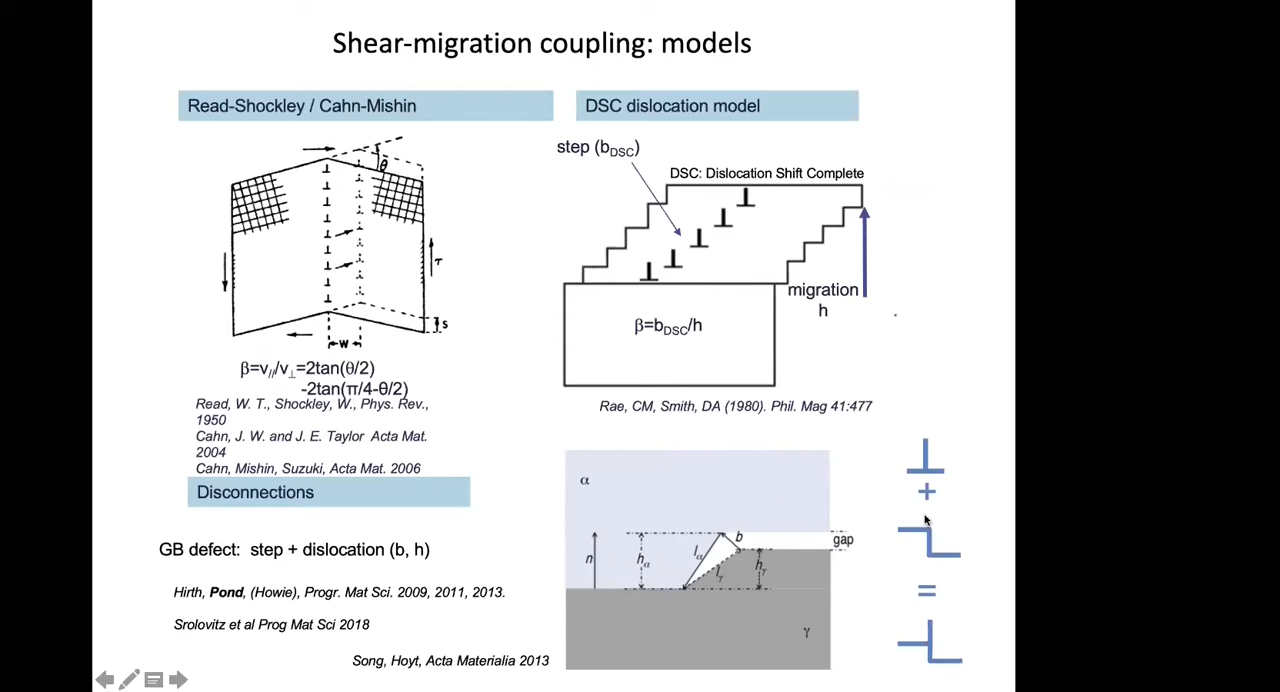 Shear-migration coupling: models
Read-Shockley / Cahn-Mishin
θ
τ
s
w
β=v//​/v⊥=2tan(θ/2)
-2tan(π/4-θ/2)
Read, W. T., Shockley, W., Phys. Rev.,
1950
Cahn, J. W. and J. E. Taylor Acta Mat.
2004
Cahn, Mishin, Suzuki, Acta Mat. 2006
DSC dislocation model
step (bDSC)
DSC: Dislocation Shift Complete
migration
h
β=bDSC/h
Rae, CM, Smith, DA (1980). Phil. Mag 41:477
Disconnections
GB defect: step + dislocation (b, h)
Hirth, Pond, (Howie), Progr. Mat Sci. 2009, 2011, 2013.
Srolovitz et al Prog Mat Sci 2018
Song, Hoyt, Acta Materialia 2013
α
n
hα
lα
b
lγ
hγ
gap
γ
+
=